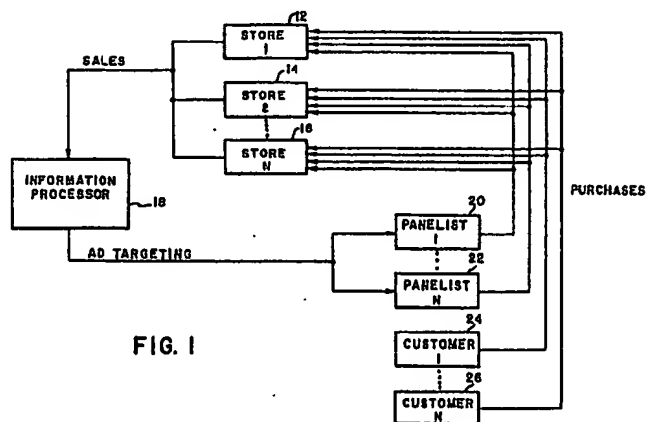 12
STORE
1
SALES
14
STORE
2
16
STORE
N
INFORMATION
PROCESSOR
18
PURCHASES
20
PANELIST
1
AD TARGETING
22
PANELIST
N
24
CUSTOMER
1
FIG. 1
26
CUSTOMER
N